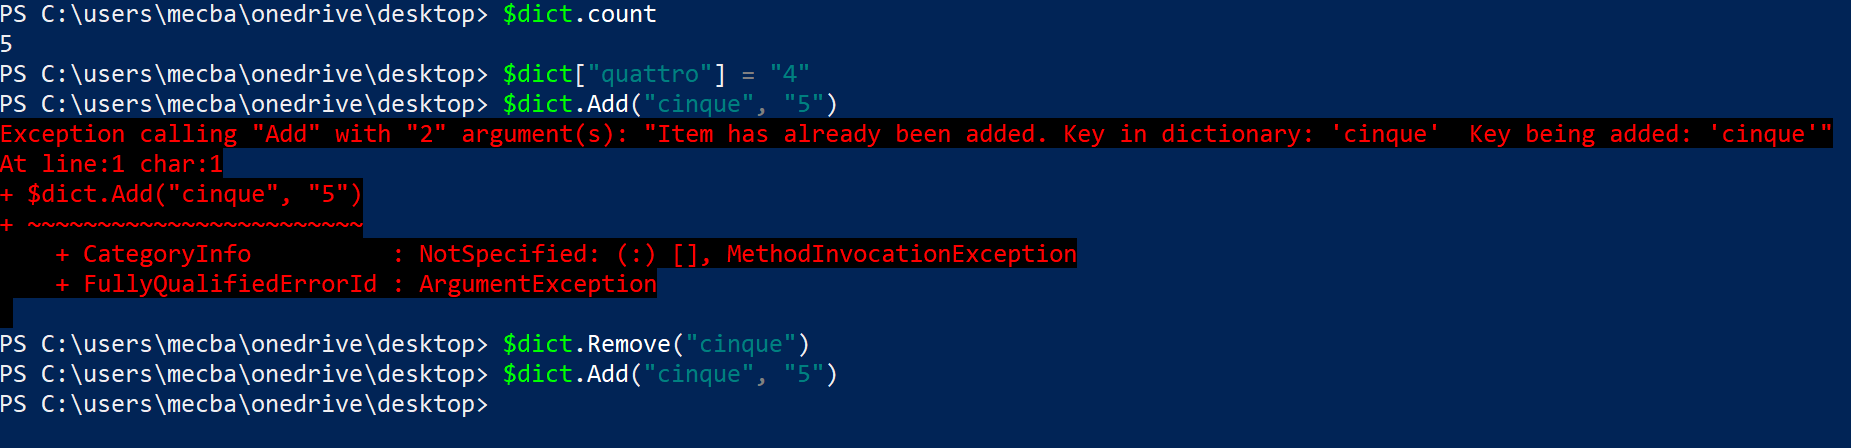 PS C:\users\mecba\onedrive\desktop> $dict.count
5
PS C:\users\mecba\onedrive\desktop> $dict["quattro"] = "4"
PS C:\users\mecba\onedrive\desktop> $dict.Add("cinque", "5")
Exception calling "Add" with "2" argument(s): "Item has already been added. Key in dictionary: 'cinque'  Key being added: 'cinque'"
At line:1 char:1
+ $dict.Add("cinque", "5")
+ ~~~~~~~~~~~~~~~~~~~~~~~~
    + CategoryInfo          : NotSpecified: (:) [], MethodInvocationException
    + FullyQualifiedErrorId : ArgumentException
PS C:\users\mecba\onedrive\desktop> $dict.Remove("cinque")
PS C:\users\mecba\onedrive\desktop> $dict.Add("cinque", "5")
PS C:\users\mecba\onedrive\desktop>